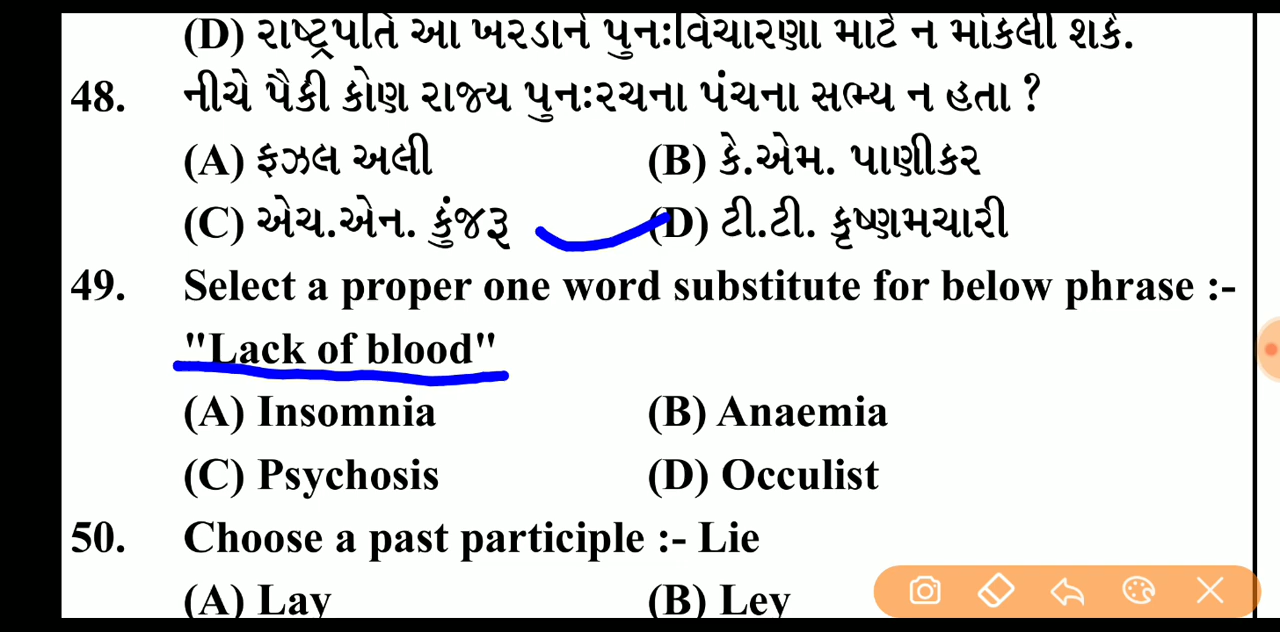 (D) રાષ્ટ્રપતિ આ ખરડાને પુનઃવિચારણા માટે ન મોકલી શકે.
48. નીચે પૈકી કોણ રાજ્ય પુનઃરચના પંચના સભ્ય ન હતા ?
(A) ફઝલ અલી (B) કે.એમ. પાણીકર
(C) એચ.એન. કુંજરૂ (D) ટી.ટી. કૃષ્ણમચારી
49. Select a proper one word substitute for below phrase :-
"Lack of blood"
(A) Insomnia (B) Anaemia
(C) Psychosis (D) Occulist
50. Choose a past participle :- Lie
(A) Lay (B) Ley